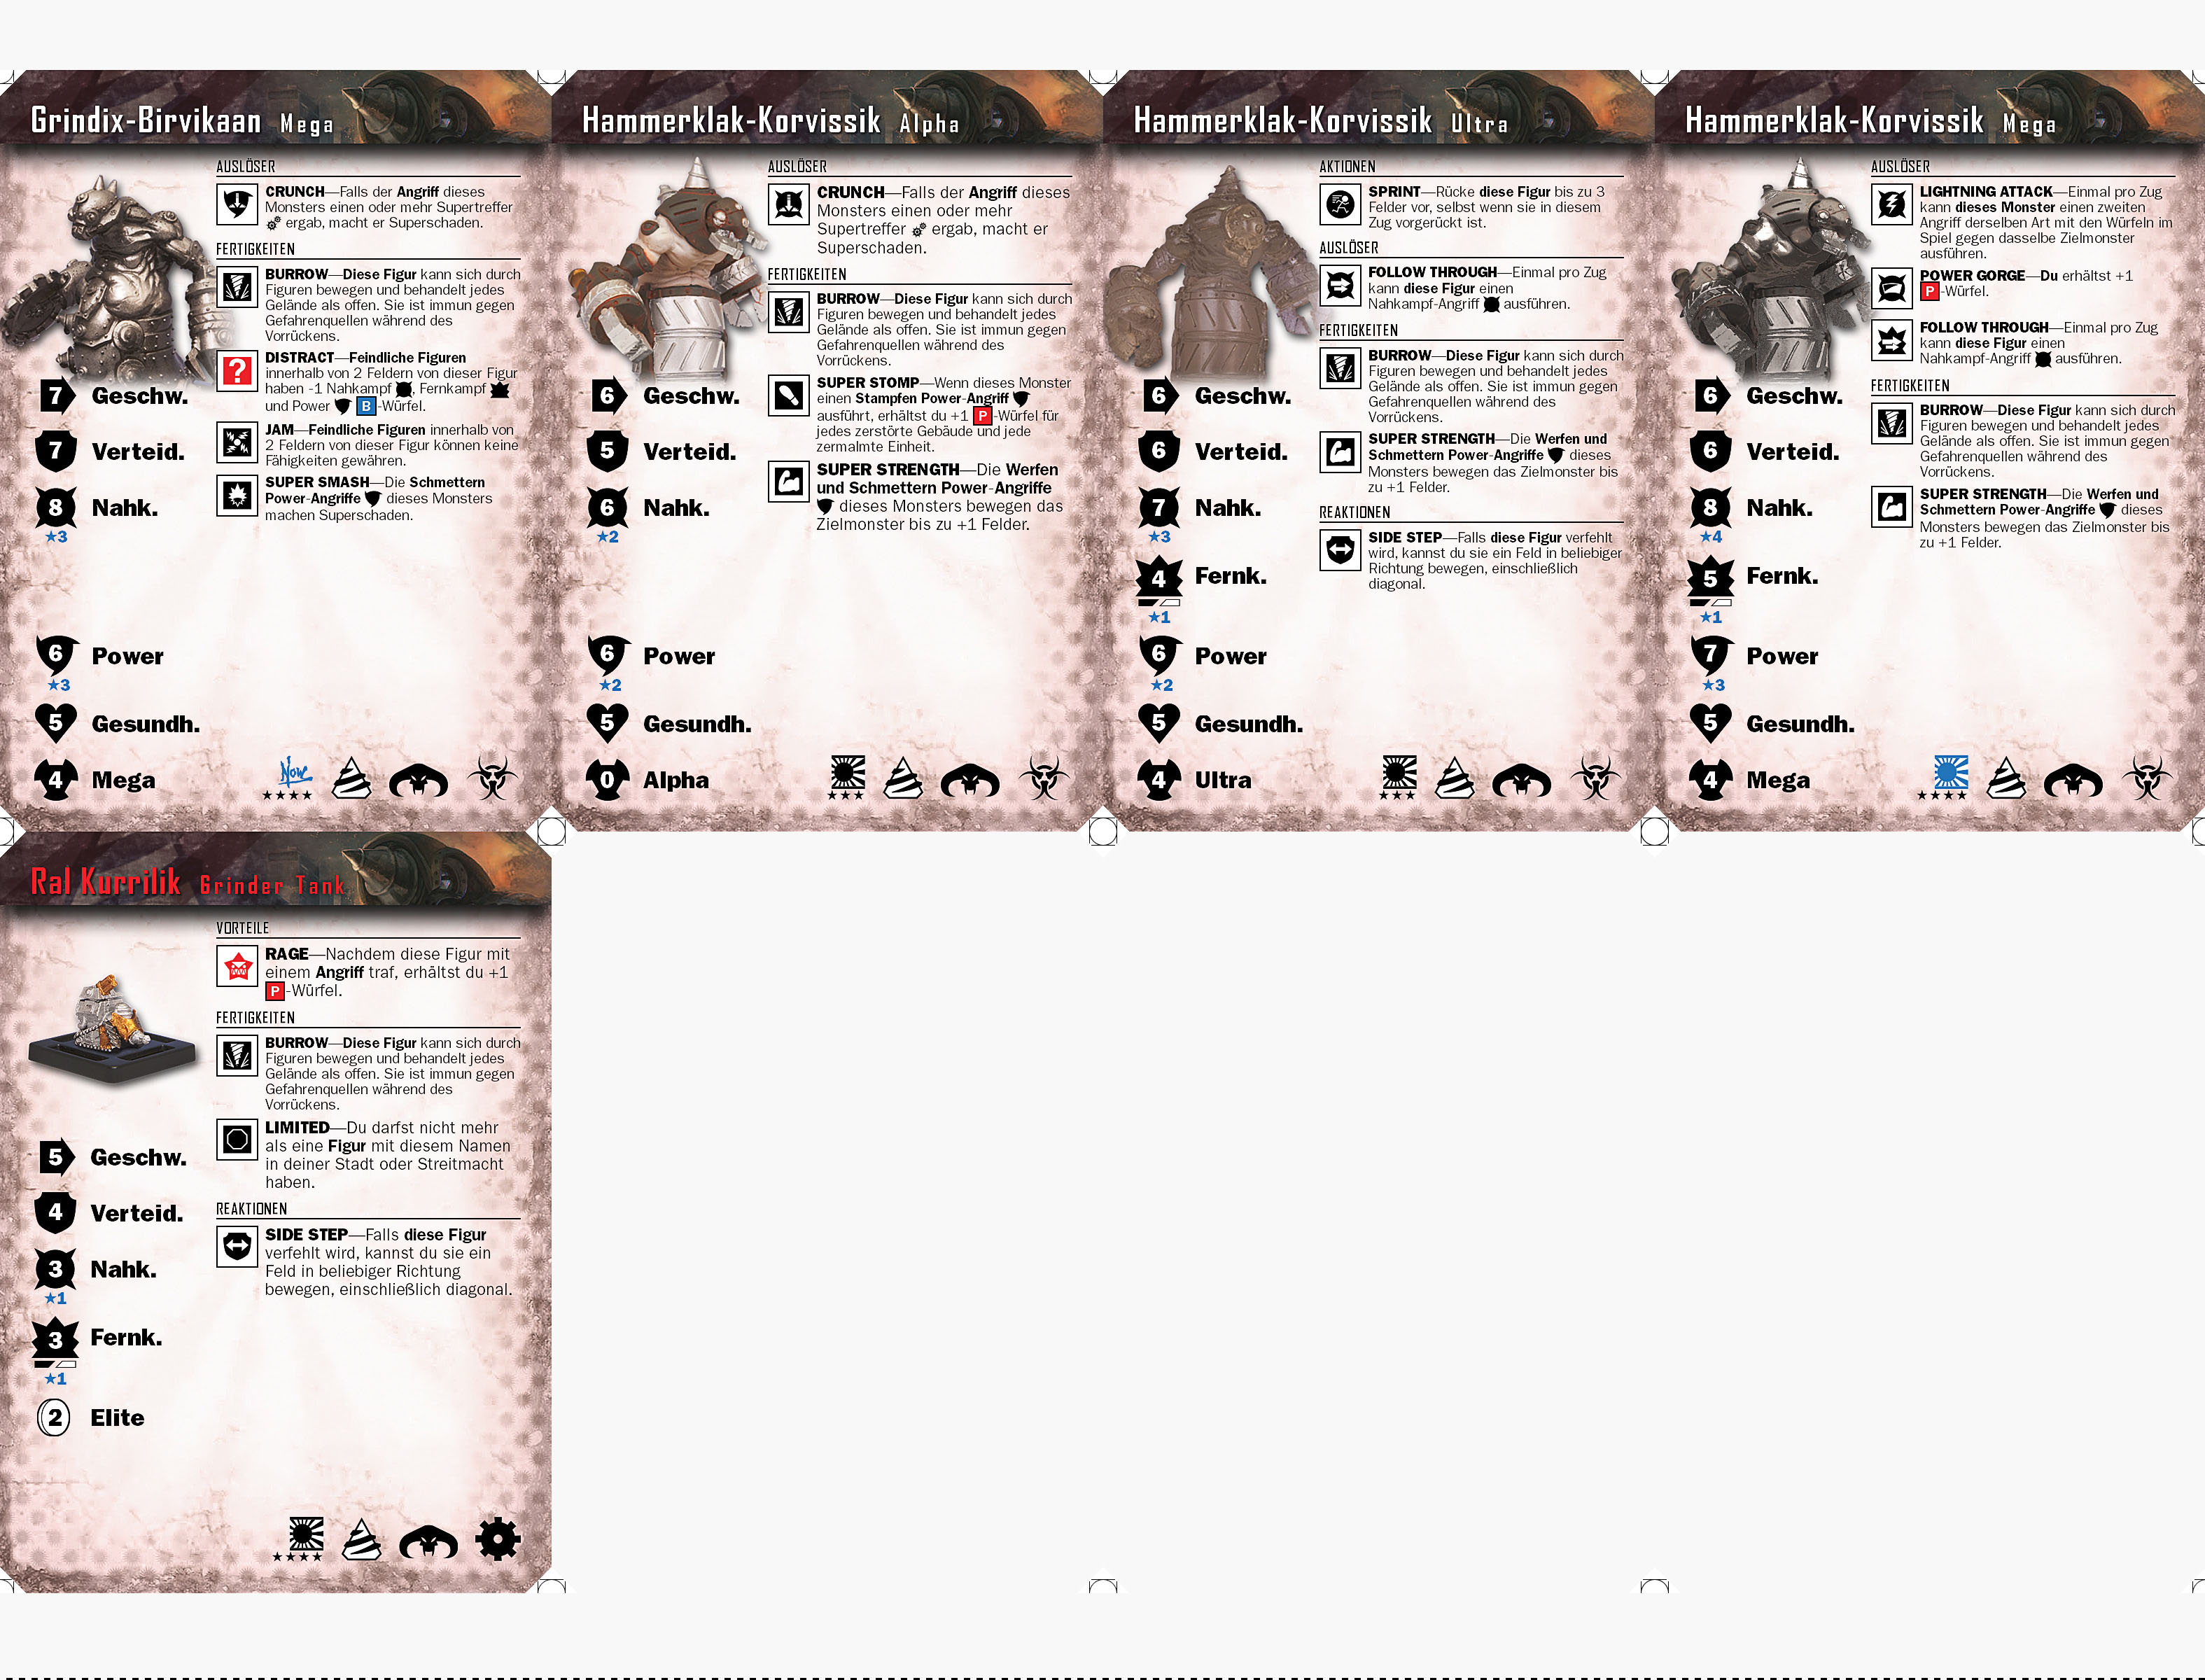 Grindix-Birvikaan Mega
AUSLÖSER
CRUNCH—Falls der Angriff dieses
Monsters einen oder mehr Supertreffer
ergab, macht er Superschaden.
FERTIGKEITEN
BURROW—Diese Figur kann sich durch
Figuren bewegen und behandelt jedes
Gelände als offen. Sie ist immun gegen
Gefahrenquellen während des
Vorrückens.
?
DISTRACT—Feindliche Figuren
innerhalb von 2 Feldern von dieser Figur
haben -1 Nahkampf , Fernkampf
und Power B -Würfel.
JAM—Feindliche Figuren innerhalb von
2 Feldern von dieser Figur können keine
Fähigkeiten gewähren.
SUPER SMASH—Die Schmettern
Power-Angriffe dieses Monsters
machen Superschaden.
7 Geschw.
7 Verteid.
8 Nahk.
★3
6 Power
★3
5 Gesundh.
4 Mega
Now
★★★★
Hammerklak-Korvissik Alpha
AUSLÖSER
CRUNCH—Falls der Angriff dieses
Monsters einen oder mehr
Supertreffer ergab, macht er
Superschaden.
FERTIGKEITEN
BURROW—Diese Figur kann sich durch
Figuren bewegen und behandelt jedes
Gelände als offen. Sie ist immun gegen
Gefahrenquellen während des
Vorrückens.
SUPER STOMP—Wenn dieses Monster
einen Stampfen Power-Angriff
ausführt, erhältst du +1 P -Würfel für
jedes zerstörte Gebäude und jede
zermalmte Einheit.
SUPER STRENGTH—Die Werfen
und Schmettern Power-Angriffe
dieses Monsters bewegen das
Zielmonster bis zu +1 Felder.
6 Geschw.
5 Verteid.
6 Nahk.
★2
6 Power
★2
5 Gesundh.
0 Alpha
★★★
Hammerklak-Korvissik Ultra
AKTIONEN
SPRINT—Rücke diese Figur bis zu 3
Felder vor, selbst wenn sie in diesem
Zug vorgerückt ist.
AUSLÖSER
FOLLOW THROUGH—Einmal pro Zug
kann diese Figur einen
Nahkampf-Angriff ausführen.
FERTIGKEITEN
BURROW—Diese Figur kann sich durch
Figuren bewegen und behandelt jedes
Gelände als offen. Sie ist immun gegen
Gefahrenquellen während des
Vorrückens.
SUPER STRENGTH—Die Werfen und
Schmettern Power-Angriffe dieses
Monsters bewegen das Zielmonster bis
zu +1 Felder.
REAKTIONEN
SIDE STEP—Falls diese Figur verfehlt
wird, kannst du sie ein Feld in beliebiger
Richtung bewegen, einschließlich
diagonal.
6 Geschw.
6 Verteid.
7 Nahk.
★3
4 Fernk.
★1
6 Power
★2
5 Gesundh.
4 Ultra
★★★
Hammerklak-Korvissik Mega
AUSLÖSER
LIGHTNING ATTACK—Einmal pro Zug
kann dieses Monster einen zweiten
Angriff derselben Art mit den Würfeln im
Spiel gegen dasselbe Zielmonster
ausführen.
POWER GORGE—Du erhältst +1
P -Würfel.
FOLLOW THROUGH—Einmal pro Zug
kann diese Figur einen
Nahkampf-Angriff ausführen.
FERTIGKEITEN
BURROW—Diese Figur kann sich durch
Figuren bewegen und behandelt jedes
Gelände als offen. Sie ist immun gegen
Gefahrenquellen während des
Vorrückens.
SUPER STRENGTH—Die Werfen und
Schmettern Power-Angriffe dieses
Monsters bewegen das Zielmonster bis
zu +1 Felder.
6 Geschw.
6 Verteid.
8 Nahk.
★4
5 Fernk.
★1
7 Power
★3
5 Gesundh.
4 Mega
★★★★
Ral Kurrilik Grinder Tank
VORTEILE
RAGE—Nachdem diese Figur mit
einem Angriff traf, erhältst du +1
P -Würfel.
FERTIGKEITEN
BURROW—Diese Figur kann sich durch
Figuren bewegen und behandelt jedes
Gelände als offen. Sie ist immun gegen
Gefahrenquellen während des
Vorrückens.
LIMITED—Du darfst nicht mehr
als eine Figur mit diesem Namen
in deiner Stadt oder Streitmacht
haben.
REAKTIONEN
SIDE STEP—Falls diese Figur
verfehlt wird, kannst du sie ein
Feld in beliebiger Richtung
bewegen, einschließlich diagonal.
5 Geschw.
4 Verteid.
3 Nahk.
★1
3 Fernk.
★1
2 Elite
★★★★